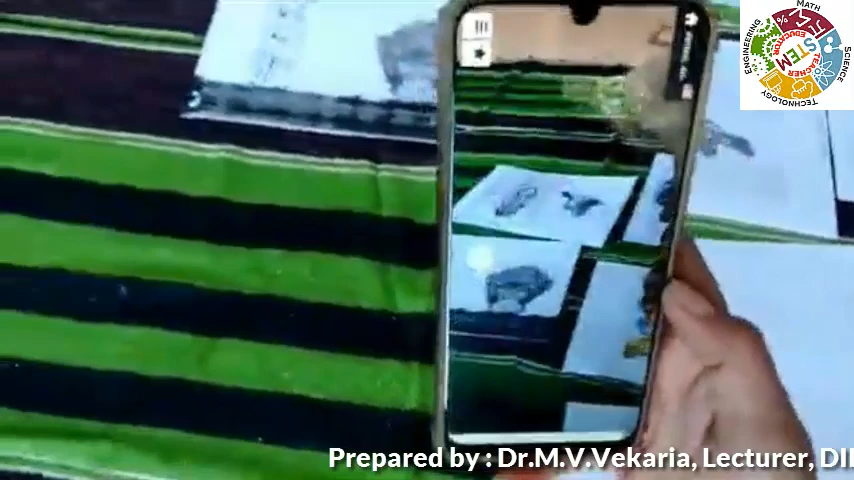 MATH
SCIENCE
TECHNOLOGY
ENGINEERING
STEM
TEACHER
EDUCATOR
Prepared by : Dr.M.V.Vekaria, Lecturer, DI